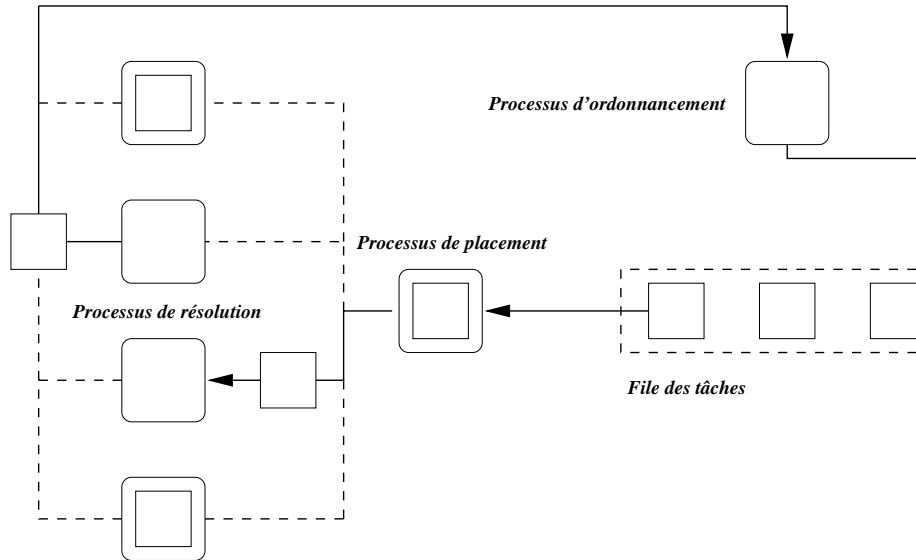 Processus d'ordonnancement
Processus de placement
Processus de résolution
File des tâches